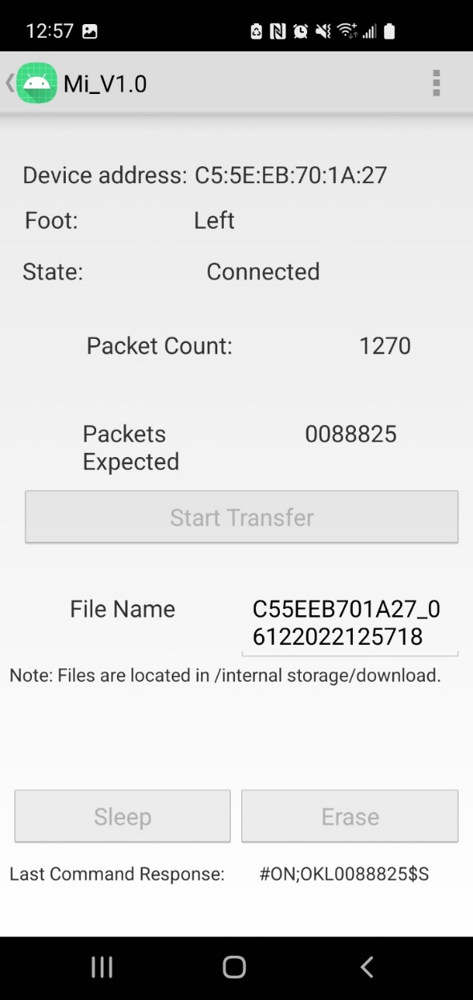 12:57
Mi_V1.0
Device address: C5:5E:EB:70:1A:27
Foot: Left
State: Connected
Packet Count: 1270
Packets Expected 0088825
Start Transfer
File Name
C55EEB701A27_0
6122022125718
Note: Files are located in /internal storage/download.
Sleep Erase
Last Command Response: #ON;OKL0088825$S